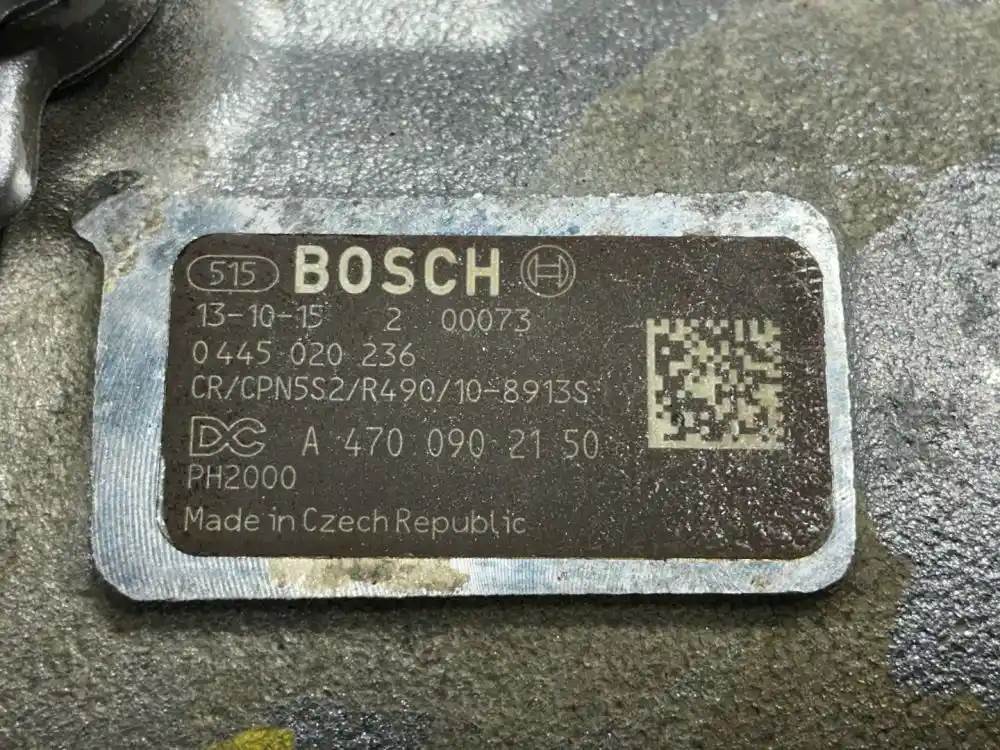 515 BOSCH
13-10-15 2 00073
0 445 020 236
CR/CPN5S2/R490/10-8913S
DC A 470 090 21 50
PH2000
Made in Czech Republic